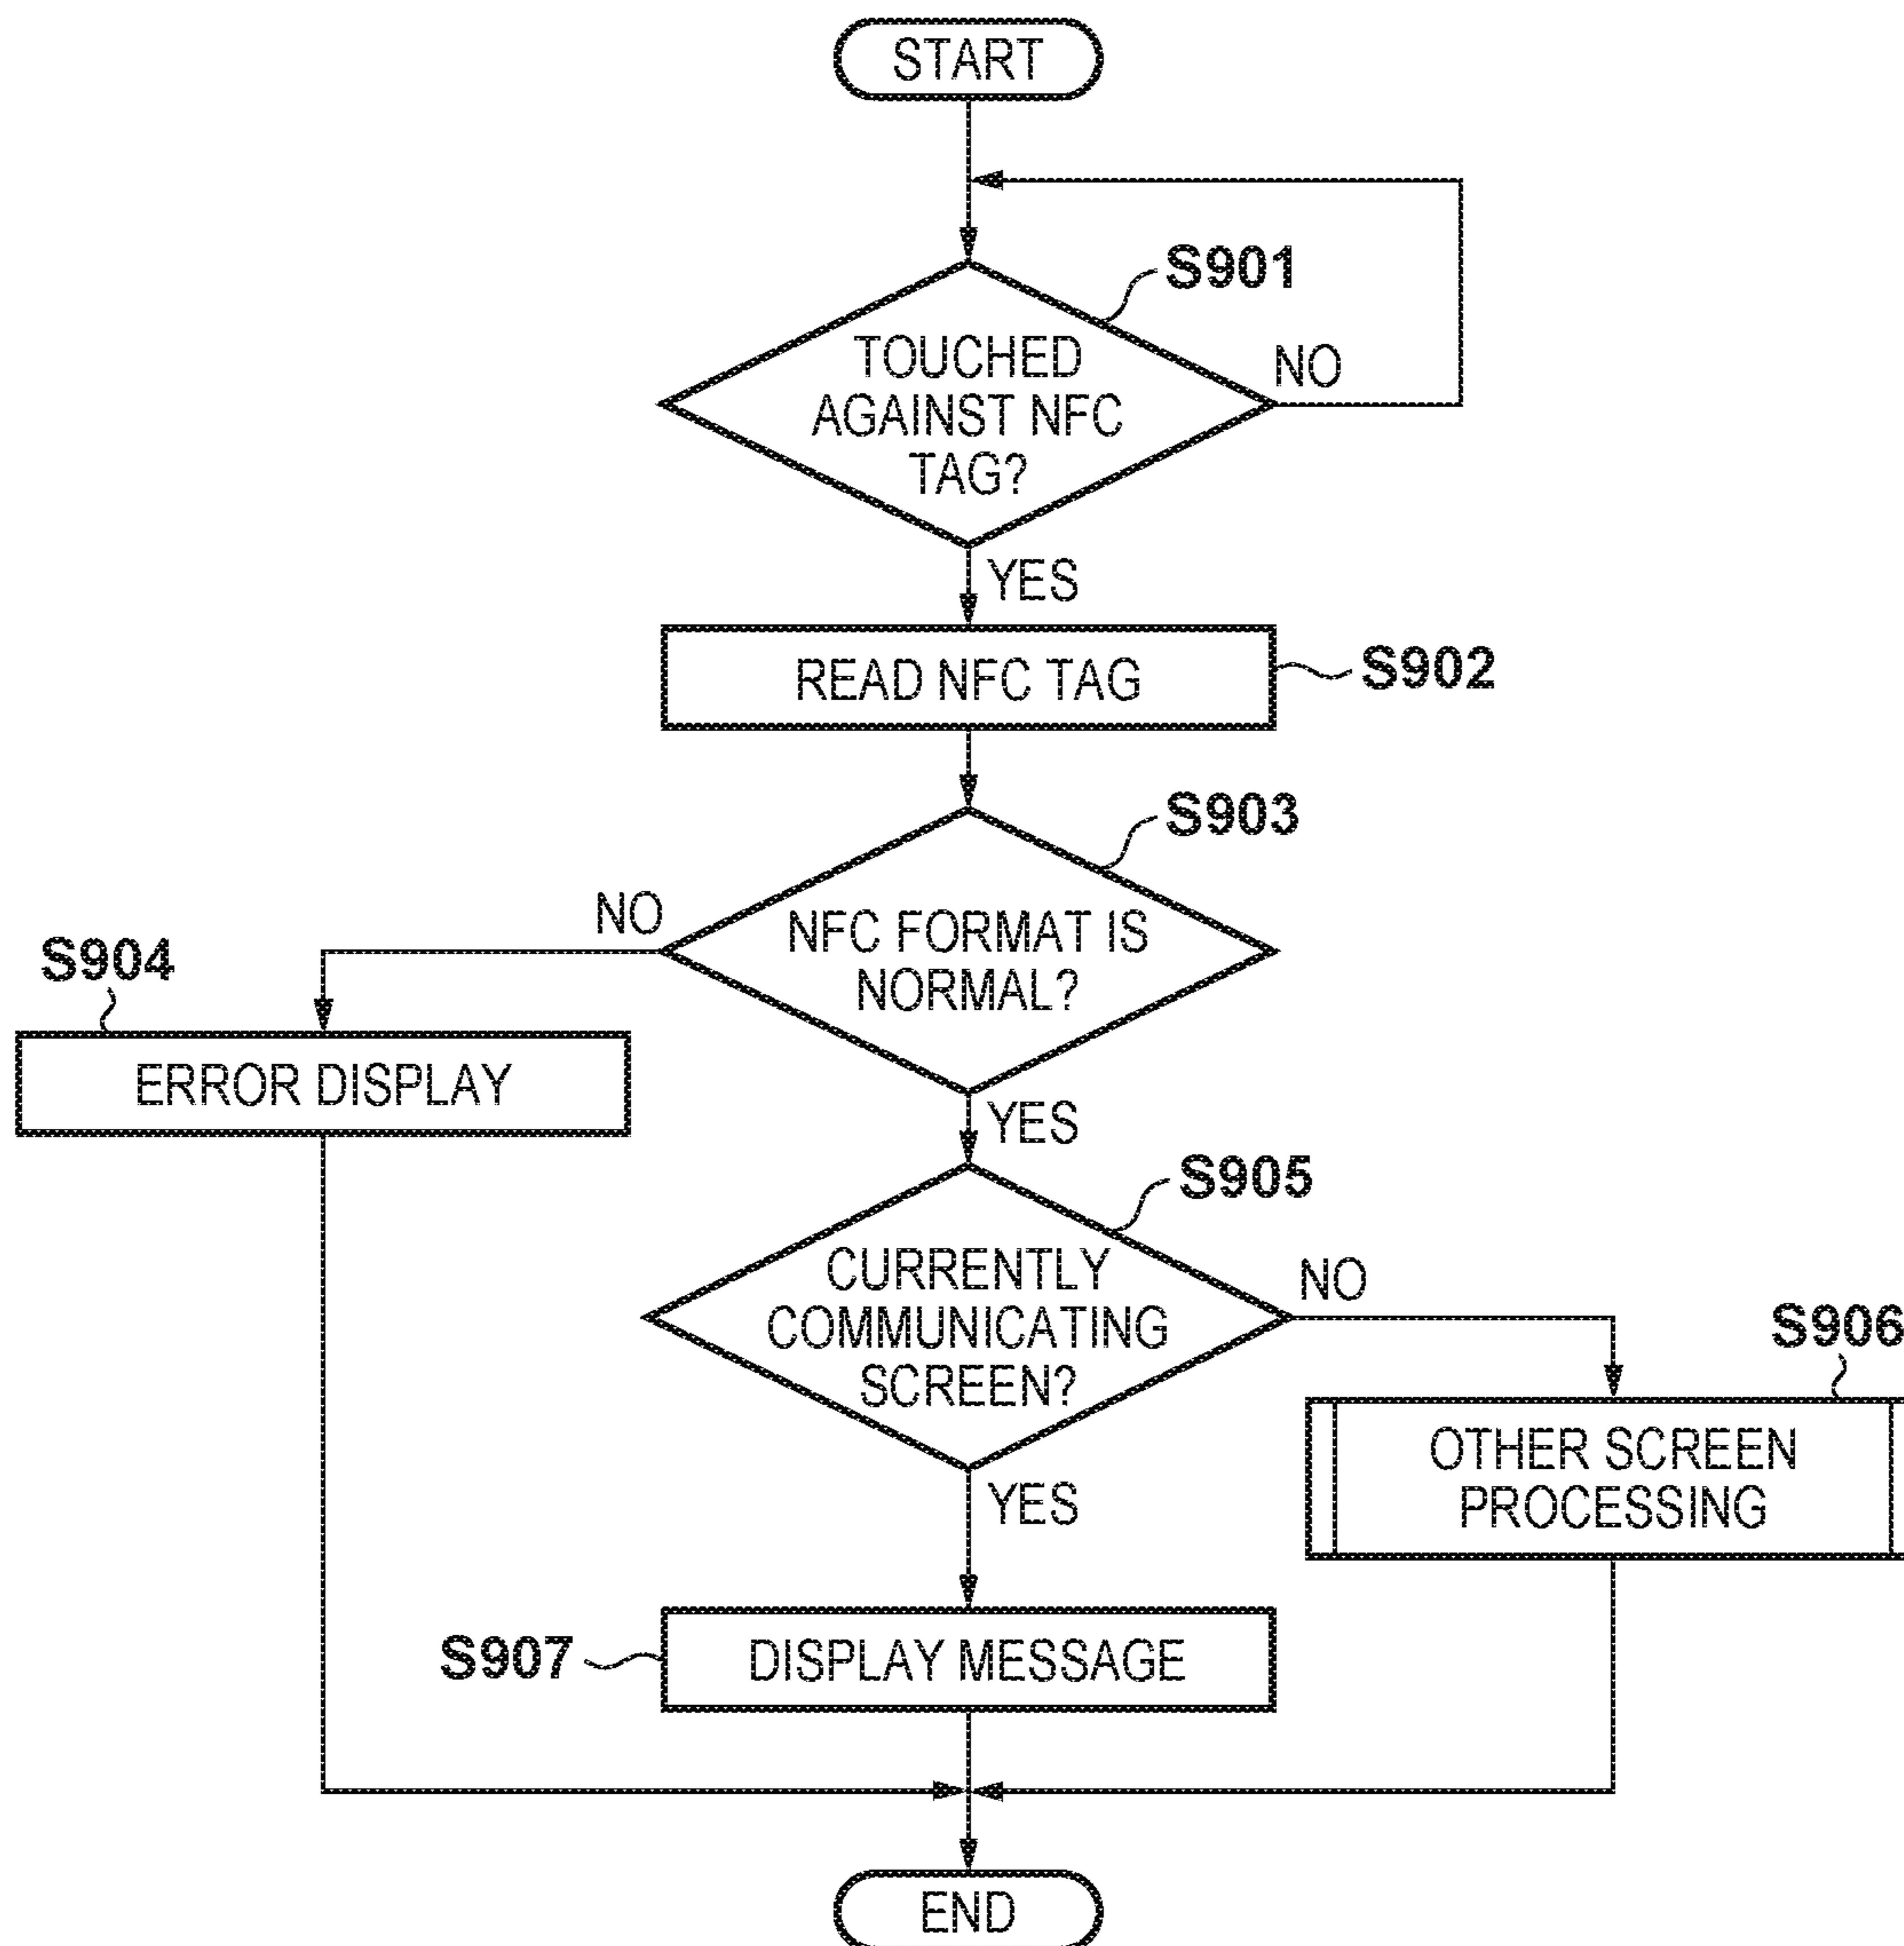 START
S901
TOUCHED
AGAINST NFC
TAG?
NO
YES
READ NFC TAG
S902
S903
NFC FORMAT IS
NORMAL?
NO
S904
ERROR DISPLAY
YES
S905
CURRENTLY
COMMUNICATING
SCREEN?
NO
S906
OTHER SCREEN
PROCESSING
YES
S907
DISPLAY MESSAGE
END